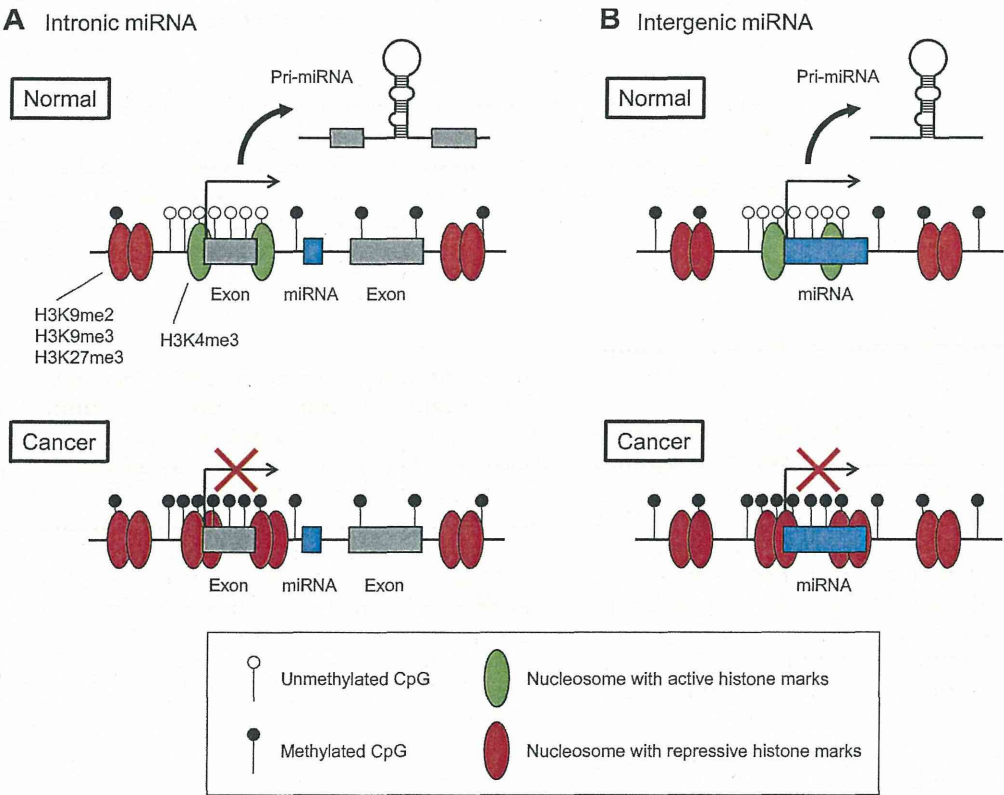 A Intronic miRNA
Normal
Pri-miRNA
Exon
miRNA
Exon
H3K9me2
H3K9me3
H3K27me3
H3K4me3
Cancer
Exon
miRNA
Exon
B Intergenic miRNA
Normal
Pri-miRNA
miRNA
Cancer
miRNA
Unmethylated CpG
Nucleosome with active histone marks
Methylated CpG
Nucleosome with repressive histone marks